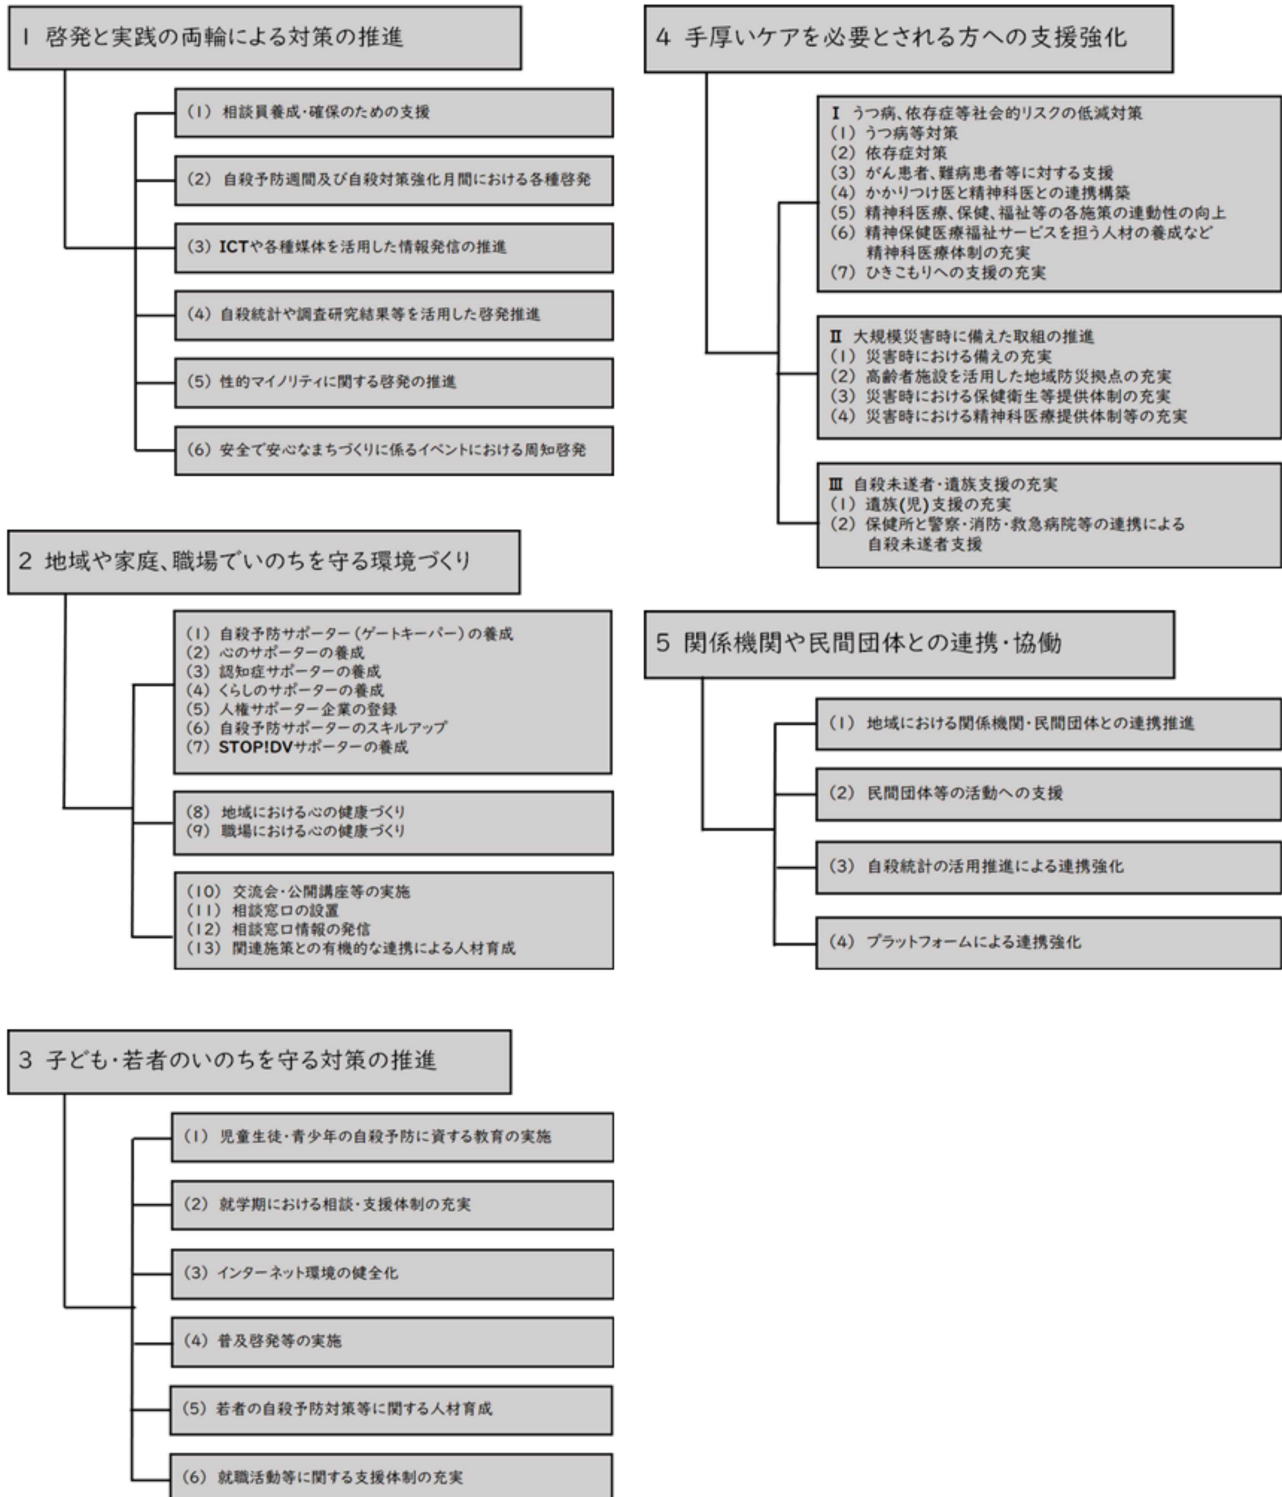 1 啓発と実践の両輪による対策の推進
(1) 相談員養成・確保のための支援
(2) 自殺予防週間及び自殺対策強化月間における各種啓発
(3) ICTや各種媒体を活用した情報発信の推進
(4) 自殺統計や調査研究結果等を活用した啓発推進
(5) 性的マイノリティに関する啓発の推進
(6) 安全で安心なまちづくりに係るイベントにおける周知啓発
2 地域や家庭、職場でいのちを守る環境づくり
(1) 自殺予防サポーター(ゲートキーパー)の養成
(2) 心のサポーターの養成
(3) 認知症サポーターの養成
(4) くらしのサポーターの養成
(5) 人権サポーター企業の登録
(6) 自殺予防サポーターのスキルアップ
(7) STOP!DVサポーターの養成
(8) 地域における心の健康づくり
(9) 職場における心の健康づくり
(10) 交流会・公開講座等の実施
(11) 相談窓口の設置
(12) 相談窓口情報の発信
(13) 関連施策との有機的な連携による人材育成
3 子ども・若者のいのちを守る対策の推進
(1) 児童生徒・青少年の自殺予防に資する教育の実施
(2) 就学期における相談・支援体制の充実
(3) インターネット環境の健全化
(4) 普及啓発等の実施
(5) 若者の自殺予防対策等に関する人材育成
(6) 就職活動等に関する支援体制の充実
4 手厚いケアを必要とされる方への支援強化
Ⅰ うつ病、依存症等社会的リスクの低減対策
(1) うつ病等対策
(2) 依存症対策
(3) がん患者、難病患者等に対する支援
(4) かかりつけ医と精神科医との連携構築
(5) 精神科医療、保健、福祉等の各施策の連動性の向上
(6) 精神保健医療福祉サービスを担う人材の養成など
精神科医療体制の充実
(7) ひきこもりへの支援の充実
Ⅱ 大規模災害時に備えた取組の推進
(1) 災害時における備えの充実
(2) 高齢者施設を活用した地域防災拠点の充実
(3) 災害時における保健衛生等提供体制の充実
(4) 災害時における精神科医療提供体制等の充実
Ⅲ 自殺未遂者・遺族支援の充実
(1) 遺族(児)支援の充実
(2) 保健所と警察・消防・救急病院等の連携による
自殺未遂者支援
5 関係機関や民間団体との連携・協働
(1) 地域における関係機関・民間団体との連携推進
(2) 民間団体等の活動への支援
(3) 自殺統計の活用推進による連携強化
(4) プラットフォームによる連携強化